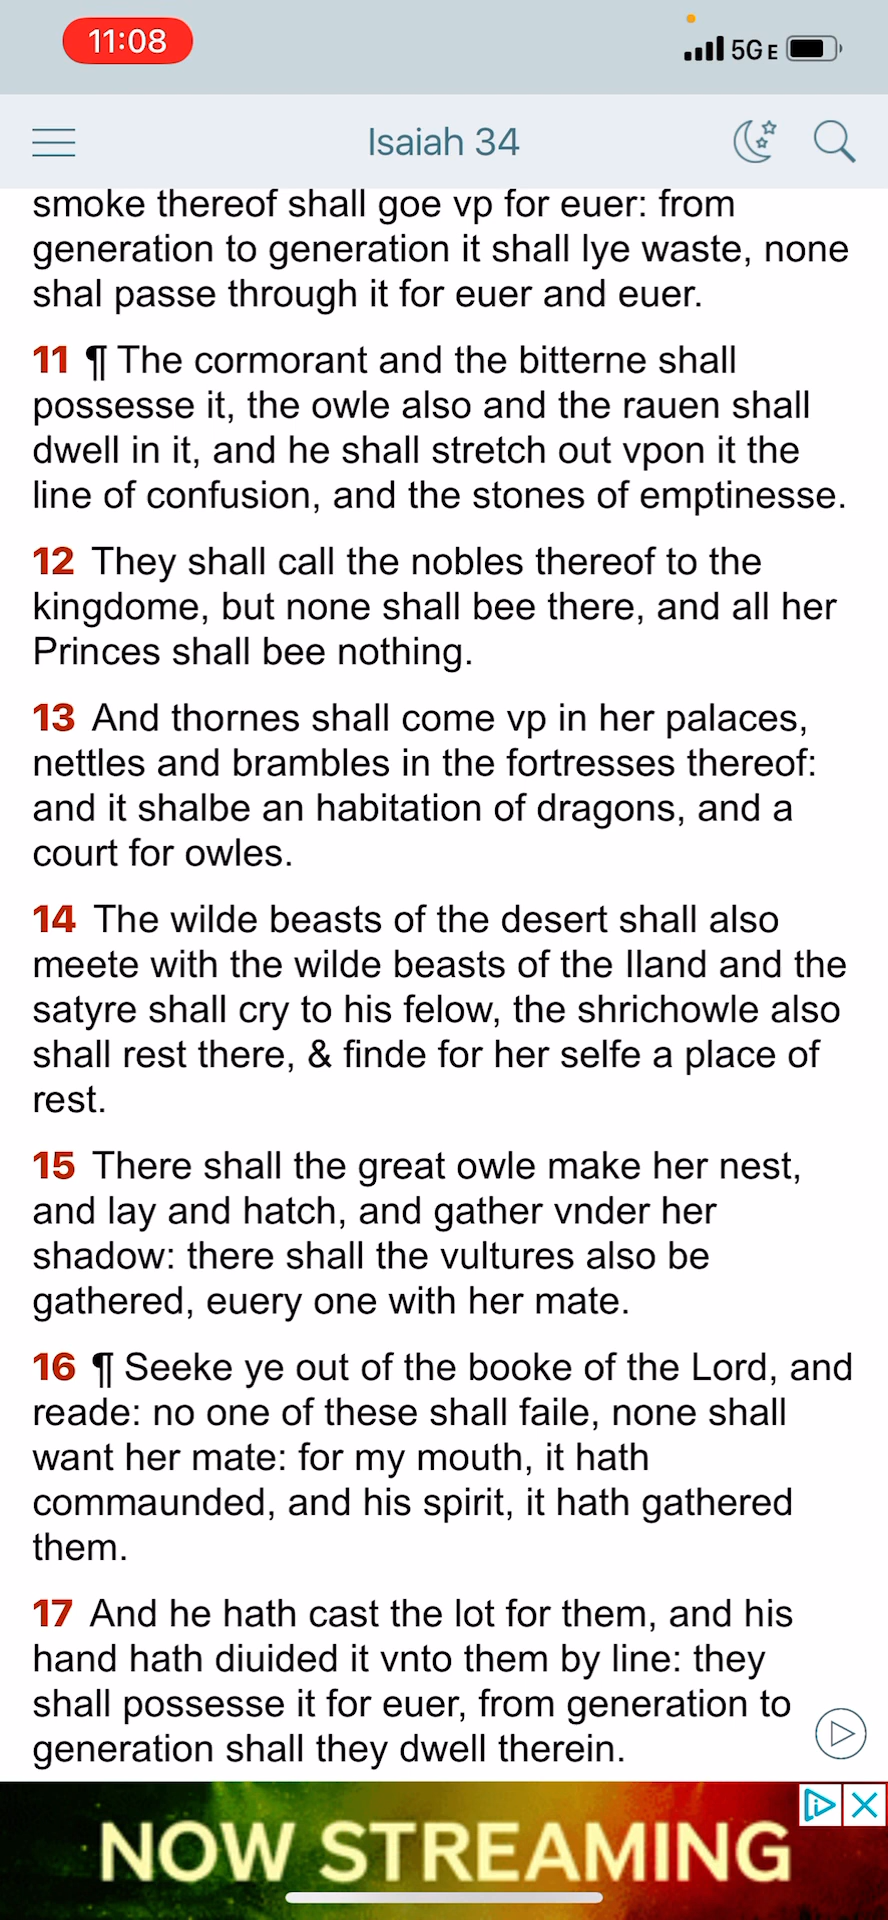 11:08
5G E
Isaiah 34
smoke thereof shall goe vp for euer: from
generation to generation it shall lye waste, none
shal passe through it for euer and euer.
11 ¶ The cormorant and the bitterne shall
possesse it, the owle also and the rauen shall
dwell in it, and he shall stretch out vpon it the
line of confusion, and the stones of emptinesse.
12 They shall call the nobles thereof to the
kingdome, but none shall bee there, and all her
Princes shall bee nothing.
13 And thornes shall come vp in her palaces,
nettles and brambles in the fortresses thereof:
and it shalbe an habitation of dragons, and a
court for owles.
14 The wilde beasts of the desert shall also
meete with the wilde beasts of the Iland and the
satyre shall cry to his felow, the shrichowle also
shall rest there, & finde for her selfe a place of
rest.
15 There shall the great owle make her nest,
and lay and hatch, and gather vnder her
shadow: there shall the vultures also be
gathered, euery one with her mate.
16 ¶ Seeke ye out of the booke of the Lord, and
reade: no one of these shall faile, none shall
want her mate: for my mouth, it hath
commaunded, and his spirit, it hath gathered
them.
17 And he hath cast the lot for them, and his
hand hath diuided it vnto them by line: they
shall possesse it for euer, from generation to
generation shall they dwell therein.
NOW STREAMING